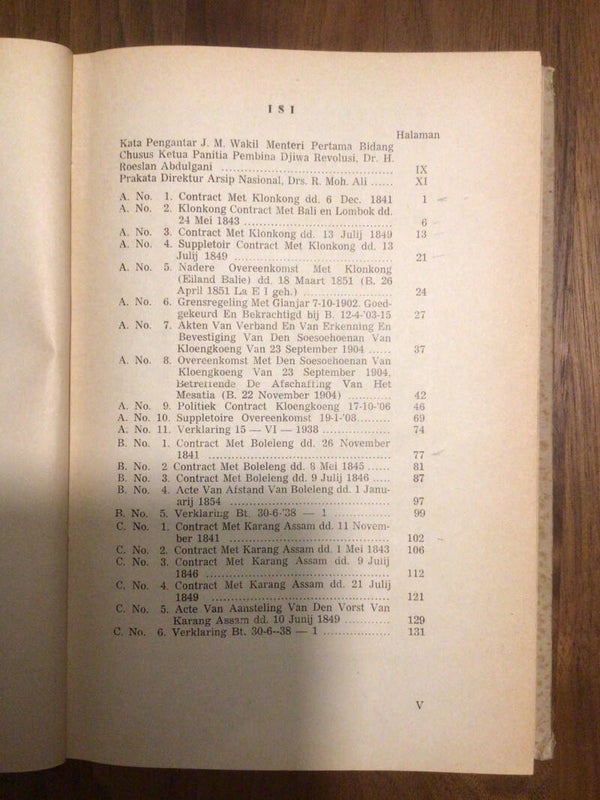 I S I
Halaman
Kata Pengantar J. M. Wakil Menteri Pertama Bidang
Chusus Ketua Panitia Pembina Djiwa Revolusi, Dr. H.
Roeslan Abdulgani .......... IX
Prakata Direktur Arsip Nasional, Drs. R. Moh. Ali ...... XI
A. No. 1. Contract Met Klonkong dd. 6 Dec. 1841 1
A. No. 2. Klonkong Contract Met Bali en Lombok dd.
24 Mei 1843 .......... 6
A. No. 3. Contract Met Klonkong dd. 13 Julij 1849 13
A. No. 4. Suppletoir Contract Met Klonkong dd. 13
Julij 1849 .......... 21
A. No. 5. Nadere Overeenkomst Met Klonkong
(Eiland Balie) dd. 18 Maart 1851 (B. 26
April 1851 La E I geh.) .......... 24
A. No. 6. Grensregeling Met Gianjar 7-10-1902. Goed-
gekeurd En Bekrachtigd bij B. 12-4-'03-15 27
A. No. 7. Akten Van Verband En Van Erkenning En
Bevestiging Van Den Soesoehoenan Van
Kloengkoeng Van 23 September 1904 ...... 37
A. No. 8. Overeenkomst Met Den Soesoehoenan Van
Kloengkoeng Van 23 September 1904,
Betreffende De Afschaffing Van Het
Mesatia (B. 22 November 1904) .......... 42
A. No. 9. Politiek Contract Kloengkoeng 17-10-'06 46
A. No. 10. Suppletoire Overeenkomst 19-I-'08......... 69
A. No. 11. Verklaring 15 — VI — 1938 .......... 74
B. No. 1. Contract Met Boleleng dd. 26 November
1841 .......... 77
B. No. 2 Contract Met Boleleng dd. 8 Mei 1845 ...... 81
B. No. 3. Contract Met Boleleng dd. 9 Julij 1846 ..... 87
B. No. 4. Acte Van Afstand Van Boleleng dd. 1 Janu-
arij 1854 .......... 97
B. No. 5. Verklaring Bt. 30-6-'38 — 1 .......... 99
C. No. 1. Contract Met Karang Assam dd. 11 Novem-
ber 1841 .......... 102
C. No. 2. Contract Met Karang Assam dd. 1 Mei 1843 106
C. No. 3. Contract Met Karang Assam dd. 9 Julij
1846 .......... 112
C. No. 4. Contract Met Karang Assam dd. 21 Julij
1849 .......... 121
C. No. 5. Acte Van Aansteling Van Den Vorst Van
Karang Assam dd. 10 Junij 1849 ............ 129
C. No. 6. Verklaring Bt. 30-6--38 — 1 .......... 131
V